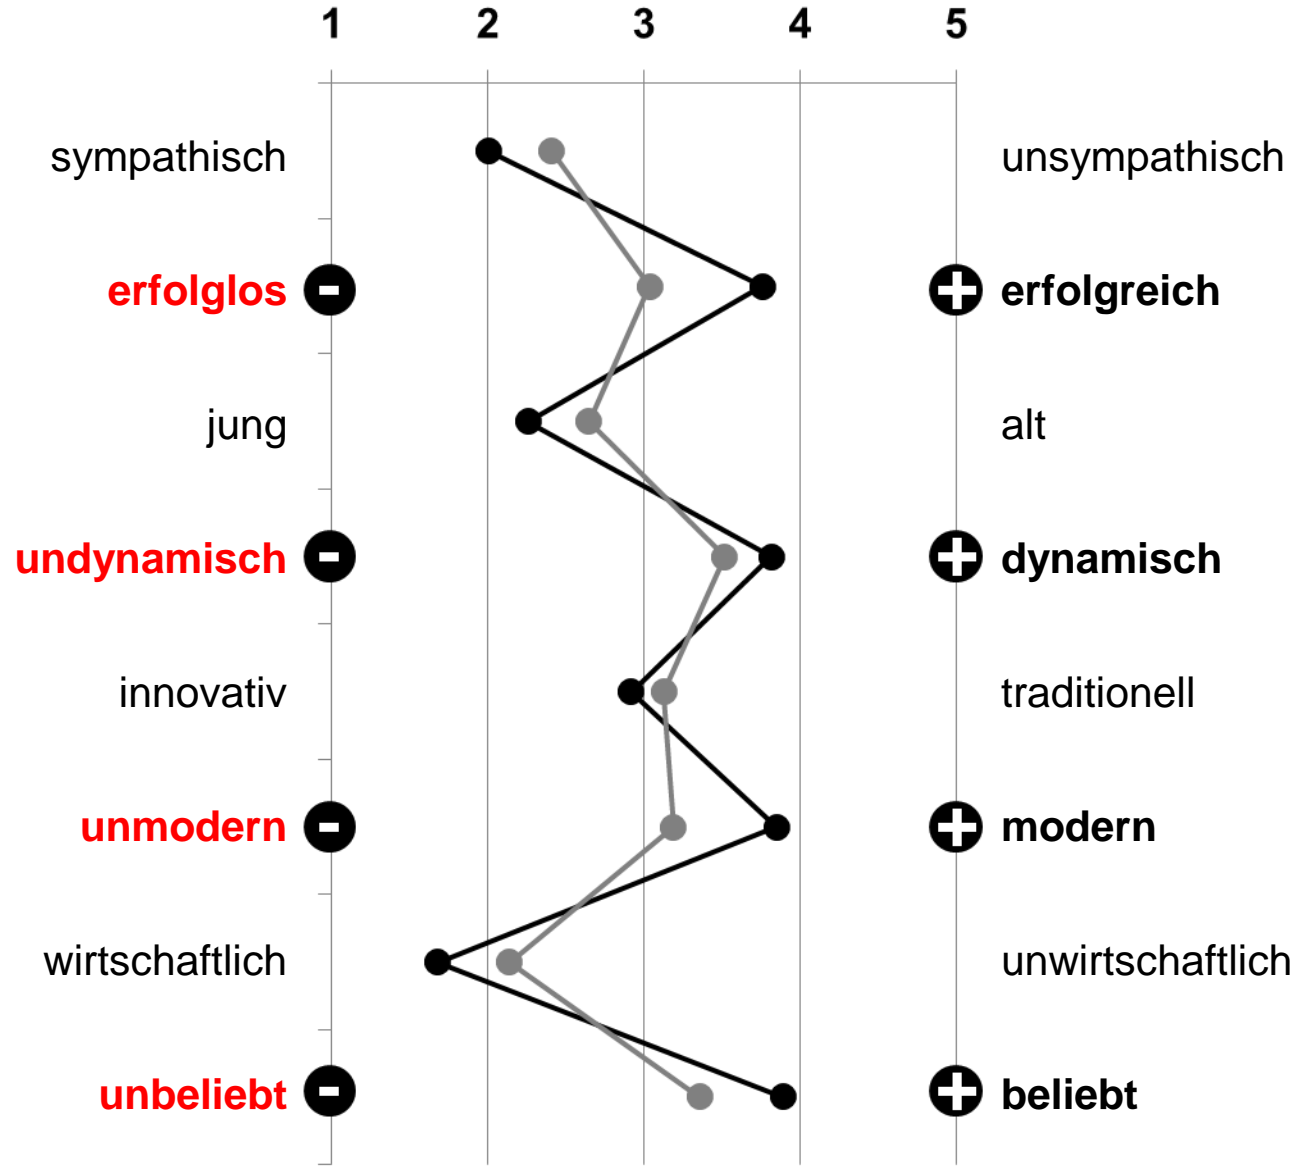 1 2 3 4 5
sympathisch unsympathisch
erfolglos - + erfolgreich
jung alt
undynamisch - + dynamisch
innovativ traditionell
unmodern - + modern
wirtschaftlich unwirtschaftlich
unbeliebt - + beliebt